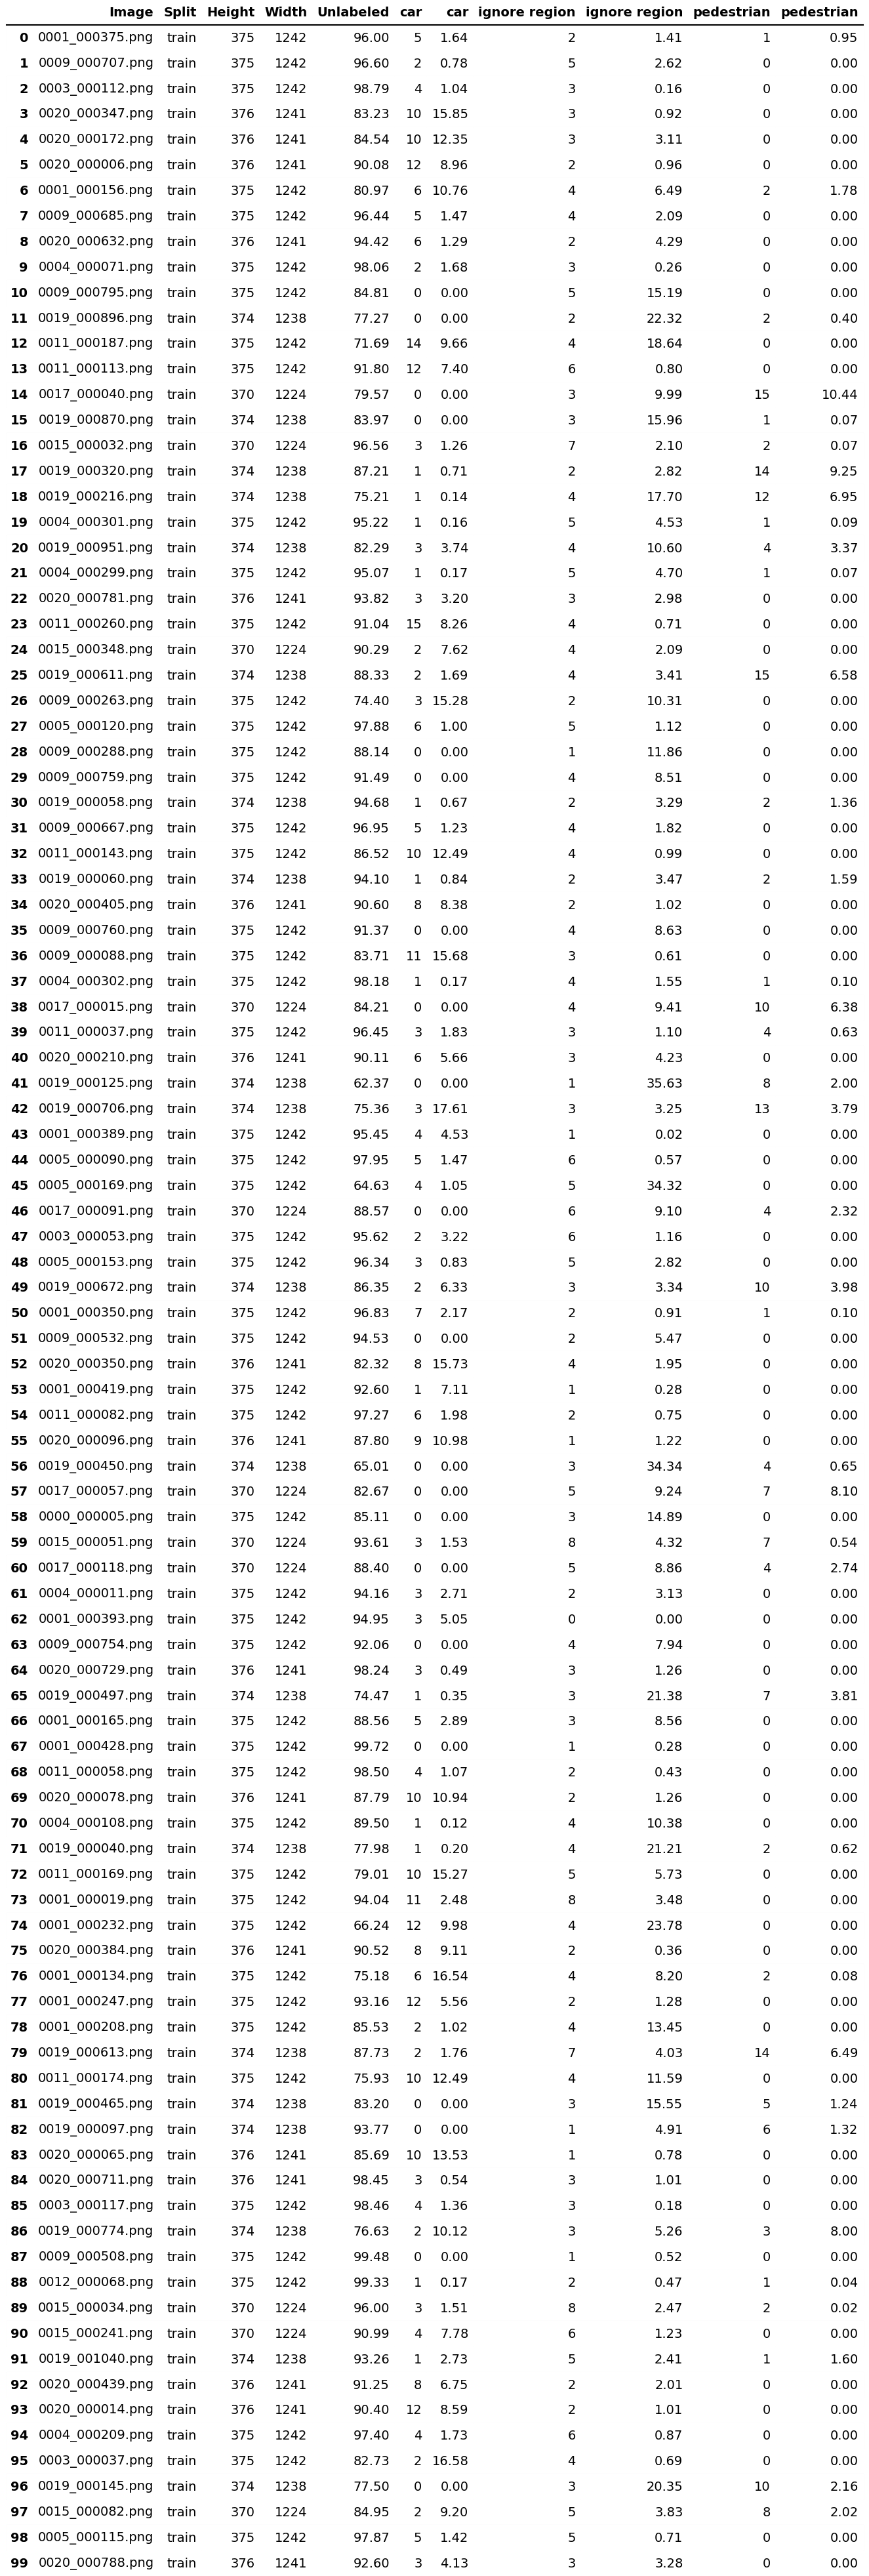 Image Split Height Width Unlabeled car car ignore region ignore region pedestrian pedestrian
0 0001_000375.png train 375 1242 96.00 5 1.64 2 1.41 1 0.95
1 0009_000707.png train 375 1242 96.60 2 0.78 5 2.62 0 0.00
2 0003_000112.png train 375 1242 98.79 4 1.04 3 0.16 0 0.00
3 0020_000347.png train 376 1241 83.23 10 15.85 3 0.92 0 0.00
4 0020_000172.png train 376 1241 84.54 10 12.35 3 3.11 0 0.00
5 0020_000006.png train 376 1241 90.08 12 8.96 2 0.96 0 0.00
6 0001_000156.png train 375 1242 80.97 6 10.76 4 6.49 2 1.78
7 0009_000685.png train 375 1242 96.44 5 1.47 4 2.09 0 0.00
8 0020_000632.png train 376 1241 94.42 6 1.29 2 4.29 0 0.00
9 0004_000071.png train 375 1242 98.06 2 1.68 3 0.26 0 0.00
10 0009_000795.png train 375 1242 84.81 0 0.00 5 15.19 0 0.00
11 0019_000896.png train 374 1238 77.27 0 0.00 2 22.32 2 0.40
12 0011_000187.png train 375 1242 71.69 14 9.66 4 18.64 0 0.00
13 0011_000113.png train 375 1242 91.80 12 7.40 6 0.80 0 0.00
14 0017_000040.png train 370 1224 79.57 0 0.00 3 9.99 15 10.44
15 0019_000870.png train 374 1238 83.97 0 0.00 3 15.96 1 0.07
16 0015_000032.png train 370 1224 96.56 3 1.26 7 2.10 2 0.07
17 0019_000320.png train 374 1238 87.21 1 0.71 2 2.82 14 9.25
18 0019_000216.png train 374 1238 75.21 1 0.14 4 17.70 12 6.95
19 0004_000301.png train 375 1242 95.22 1 0.16 5 4.53 1 0.09
20 0019_000951.png train 374 1238 82.29 3 3.74 4 10.60 4 3.37
21 0004_000299.png train 375 1242 95.07 1 0.17 5 4.70 1 0.07
22 0020_000781.png train 376 1241 93.82 3 3.20 3 2.98 0 0.00
23 0011_000260.png train 375 1242 91.04 15 8.26 4 0.71 0 0.00
24 0015_000348.png train 370 1224 90.29 2 7.62 4 2.09 0 0.00
25 0019_000611.png train 374 1238 88.33 2 1.69 4 3.41 15 6.58
26 0009_000263.png train 375 1242 74.40 3 15.28 2 10.31 0 0.00
27 0005_000120.png train 375 1242 97.88 6 1.00 5 1.12 0 0.00
28 0009_000288.png train 375 1242 88.14 0 0.00 1 11.86 0 0.00
29 0009_000759.png train 375 1242 91.49 0 0.00 4 8.51 0 0.00
30 0019_000058.png train 374 1238 94.68 1 0.67 2 3.29 2 1.36
31 0009_000667.png train 375 1242 96.95 5 1.23 4 1.82 0 0.00
32 0011_000143.png train 375 1242 86.52 10 12.49 4 0.99 0 0.00
33 0019_000060.png train 374 1238 94.10 1 0.84 2 3.47 2 1.59
34 0020_000405.png train 376 1241 90.60 8 8.38 2 1.02 0 0.00
35 0009_000760.png train 375 1242 91.37 0 0.00 4 8.63 0 0.00
36 0009_000088.png train 375 1242 83.71 11 15.68 3 0.61 0 0.00
37 0004_000302.png train 375 1242 98.18 1 0.17 4 1.55 1 0.10
38 0017_000015.png train 370 1224 84.21 0 0.00 4 9.41 10 6.38
39 0011_000037.png train 375 1242 96.45 3 1.83 3 1.10 4 0.63
40 0020_000210.png train 376 1241 90.11 6 5.66 3 4.23 0 0.00
41 0019_000125.png train 374 1238 62.37 0 0.00 1 35.63 8 2.00
42 0019_000706.png train 374 1238 75.36 3 17.61 3 3.25 13 3.79
43 0001_000389.png train 375 1242 95.45 4 4.53 1 0.02 0 0.00
44 0005_000090.png train 375 1242 97.95 5 1.47 6 0.57 0 0.00
45 0005_000169.png train 375 1242 64.63 4 1.05 5 34.32 0 0.00
46 0017_000091.png train 370 1224 88.57 0 0.00 6 9.10 4 2.32
47 0003_000053.png train 375 1242 95.62 2 3.22 6 1.16 0 0.00
48 0005_000153.png train 375 1242 96.34 3 0.83 5 2.82 0 0.00
49 0019_000672.png train 374 1238 86.35 2 6.33 3 3.34 10 3.98
50 0001_000350.png train 375 1242 96.83 7 2.17 2 0.91 1 0.10
51 0009_000532.png train 375 1242 94.53 0 0.00 2 5.47 0 0.00
52 0020_000350.png train 376 1241 82.32 8 15.73 4 1.95 0 0.00
53 0001_000419.png train 375 1242 92.60 1 7.11 1 0.28 0 0.00
54 0011_000082.png train 375 1242 97.27 6 1.98 2 0.75 0 0.00
55 0020_000096.png train 376 1241 87.80 9 10.98 1 1.22 0 0.00
56 0019_000450.png train 374 1238 65.01 0 0.00 3 34.34 4 0.65
57 0017_000057.png train 370 1224 82.67 0 0.00 5 9.24 7 8.10
58 0000_000005.png train 375 1242 85.11 0 0.00 3 14.89 0 0.00
59 0015_000051.png train 370 1224 93.61 3 1.53 8 4.32 7 0.54
60 0017_000118.png train 370 1224 88.40 0 0.00 5 8.86 4 2.74
61 0004_000011.png train 375 1242 94.16 3 2.71 2 3.13 0 0.00
62 0001_000393.png train 375 1242 94.95 3 5.05 0 0.00 0 0.00
63 0009_000754.png train 375 1242 92.06 0 0.00 4 7.94 0 0.00
64 0020_000729.png train 376 1241 98.24 3 0.49 3 1.26 0 0.00
65 0019_000497.png train 374 1238 74.47 1 0.35 3 21.38 7 3.81
66 0001_000165.png train 375 1242 88.56 5 2.89 3 8.56 0 0.00
67 0001_000428.png train 375 1242 99.72 0 0.00 1 0.28 0 0.00
68 0011_000058.png train 375 1242 98.50 4 1.07 2 0.43 0 0.00
69 0020_000078.png train 376 1241 87.79 10 10.94 2 1.26 0 0.00
70 0004_000108.png train 375 1242 89.50 1 0.12 4 10.38 0 0.00
71 0019_000040.png train 374 1238 77.98 1 0.20 4 21.21 2 0.62
72 0011_000169.png train 375 1242 79.01 10 15.27 5 5.73 0 0.00
73 0001_000019.png train 375 1242 94.04 11 2.48 8 3.48 0 0.00
74 0001_000232.png train 375 1242 66.24 12 9.98 4 23.78 0 0.00
75 0020_000384.png train 376 1241 90.52 8 9.11 2 0.36 0 0.00
76 0001_000134.png train 375 1242 75.18 6 16.54 4 8.20 2 0.08
77 0001_000247.png train 375 1242 93.16 12 5.56 2 1.28 0 0.00
78 0001_000208.png train 375 1242 85.53 2 1.02 4 13.45 0 0.00
79 0019_000613.png train 374 1238 87.73 2 1.76 7 4.03 14 6.49
80 0011_000174.png train 375 1242 75.93 10 12.49 4 11.59 0 0.00
81 0019_000465.png train 374 1238 83.20 0 0.00 3 15.55 5 1.24
82 0019_000097.png train 374 1238 93.77 0 0.00 1 4.91 6 1.32
83 0020_000065.png train 376 1241 85.69 10 13.53 1 0.78 0 0.00
84 0020_000711.png train 376 1241 98.45 3 0.54 3 1.01 0 0.00
85 0003_000117.png train 375 1242 98.46 4 1.36 3 0.18 0 0.00
86 0019_000774.png train 374 1238 76.63 2 10.12 3 5.26 3 8.00
87 0009_000508.png train 375 1242 99.48 0 0.00 1 0.52 0 0.00
88 0012_000068.png train 375 1242 99.33 1 0.17 2 0.47 1 0.04
89 0015_000034.png train 370 1224 96.00 3 1.51 8 2.47 2 0.02
90 0015_000241.png train 370 1224 90.99 4 7.78 6 1.23 0 0.00
91 0019_001040.png train 374 1238 93.26 1 2.73 5 2.41 1 1.60
92 0020_000439.png train 376 1241 91.25 8 6.75 2 2.01 0 0.00
93 0020_000014.png train 376 1241 90.40 12 8.59 2 1.01 0 0.00
94 0004_000209.png train 375 1242 97.40 4 1.73 6 0.87 0 0.00
95 0003_000037.png train 375 1242 82.73 2 16.58 4 0.69 0 0.00
96 0019_000145.png train 374 1238 77.50 0 0.00 3 20.35 10 2.16
97 0015_000082.png train 370 1224 84.95 2 9.20 5 3.83 8 2.02
98 0005_000115.png train 375 1242 97.87 5 1.42 5 0.71 0 0.00
99 0020_000788.png train 376 1241 92.60 3 4.13 3 3.28 0 0.00